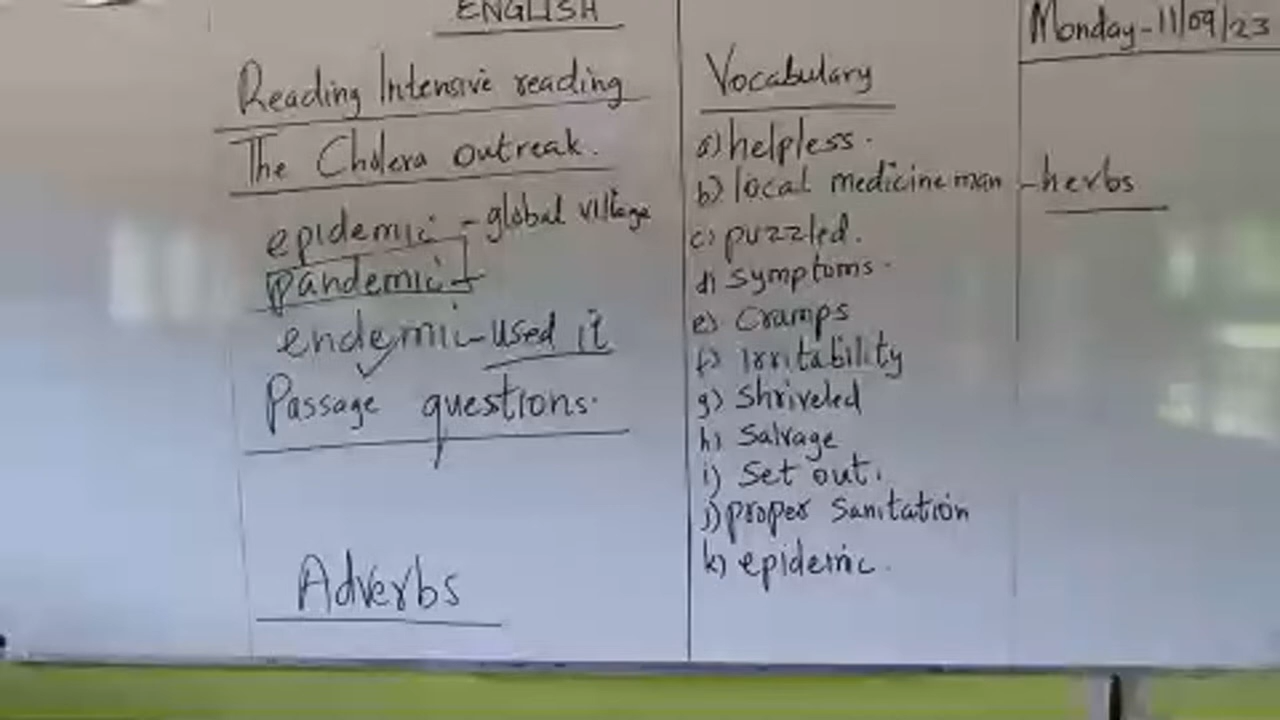 ENGLISH
Reading Intensive reading
The Cholera outreak.
epidemic - global village
pandemic
endemic - used it
Passage questions.
Adverbs
Vocabulary
a) helpless.
b) local medicine man - herbs
c) puzzled.
d) symptoms.
e) cramps
f) irritability
g) shriveled
h) Salvage
i) Set out.
j) proper sanitation
k) epidemic.
Monday - 11/09/23